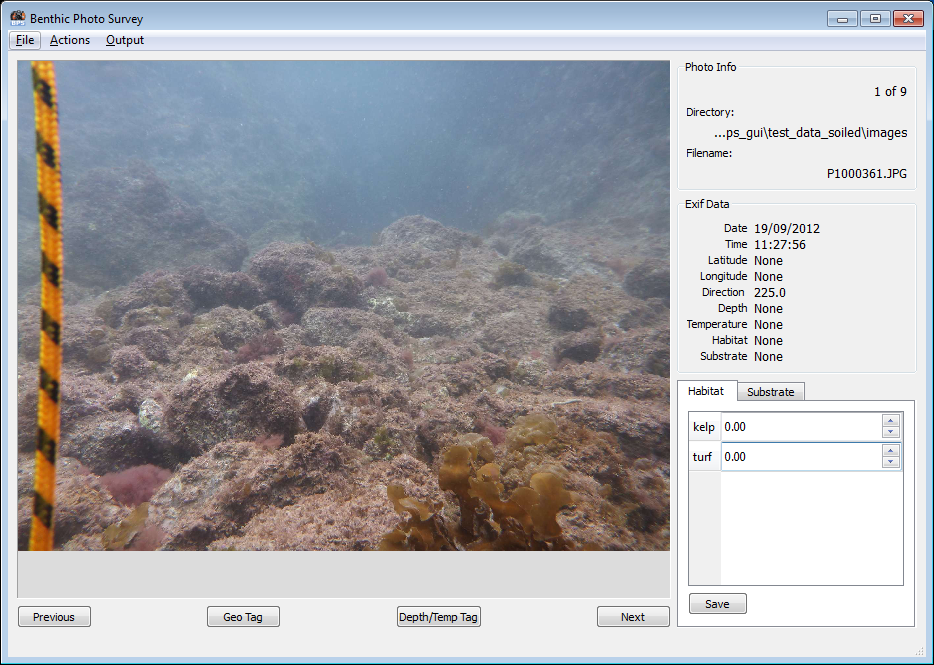 Benthic Photo Survey
File Actions Output
Photo Info
1 of 9
Directory:
...ps_gui\test_data_soiled\images
Filename:
P1000361.JPG
Exif Data
Date 19/09/2012
Time 11:27:56
Latitude None
Longitude None
Direction 225.0
Depth None
Temperature None
Habitat None
Substrate None
Habitat Substrate
kelp 0.00
turf 0.00
Save
Previous Geo Tag Depth/Temp Tag Next